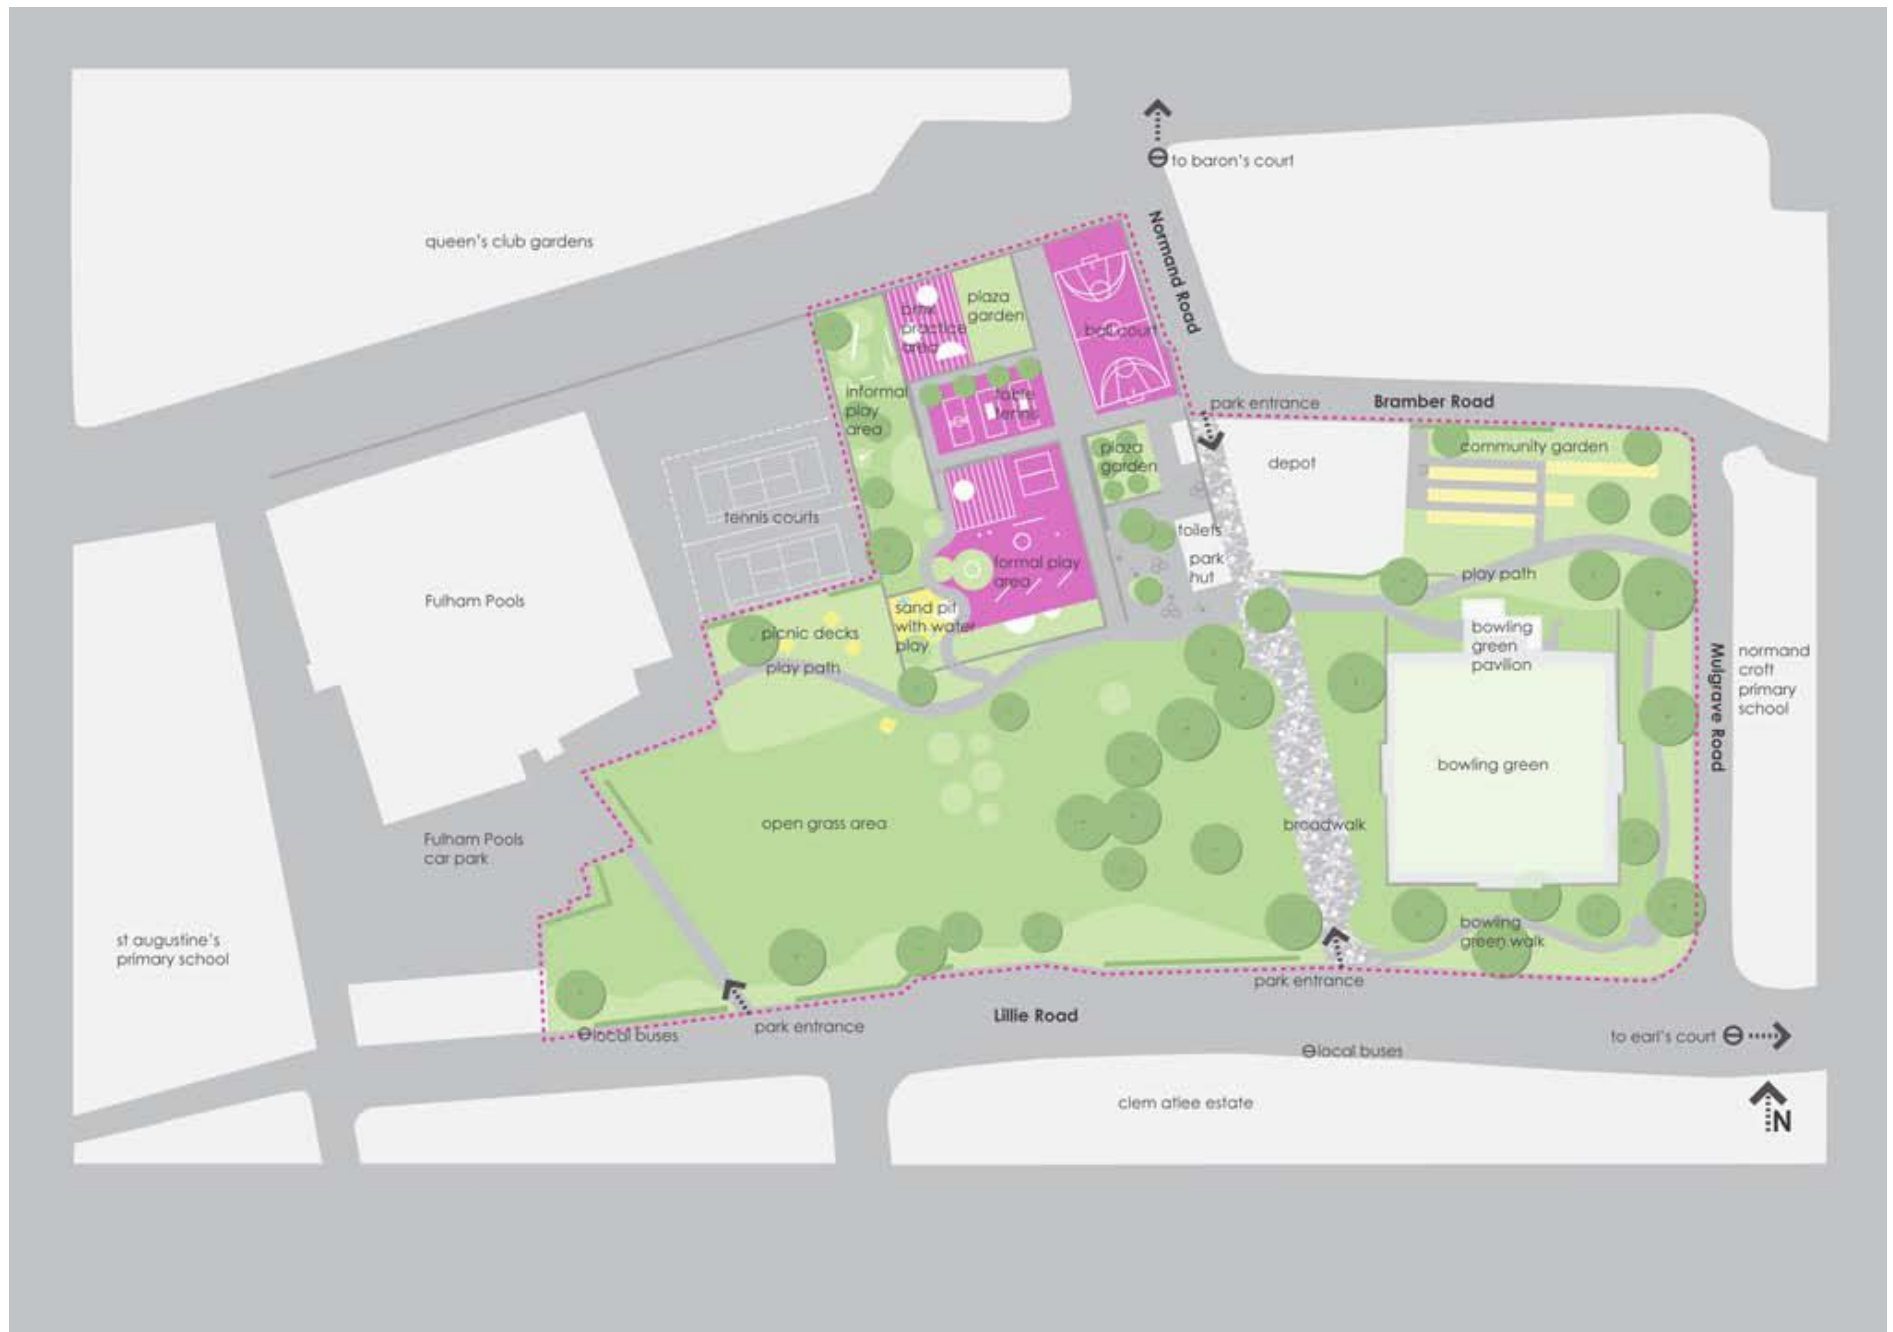 to baron's court
Normand Road
queen's club gardens
plaza
garden
bmx
practice
area
ball court
informal
play
area
table
tennis
park entrance
Bramber Road
plaza
garden
community garden
depot
tennis courts
toilets
park
hut
formal play
area
play path
Fulham Pools
sand pit
with water
play
picnic decks
play path
bowling
green
pavilion
Mulgrave Road
normand
croft
primary
school
bowling green
open grass area
broadwalk
Fulham Pools
car park
st augustine's
primary school
bowling
green walk
park entrance
Lillie Road
park entrance
local buses
local buses
to earl's court
clem atlee estate
N